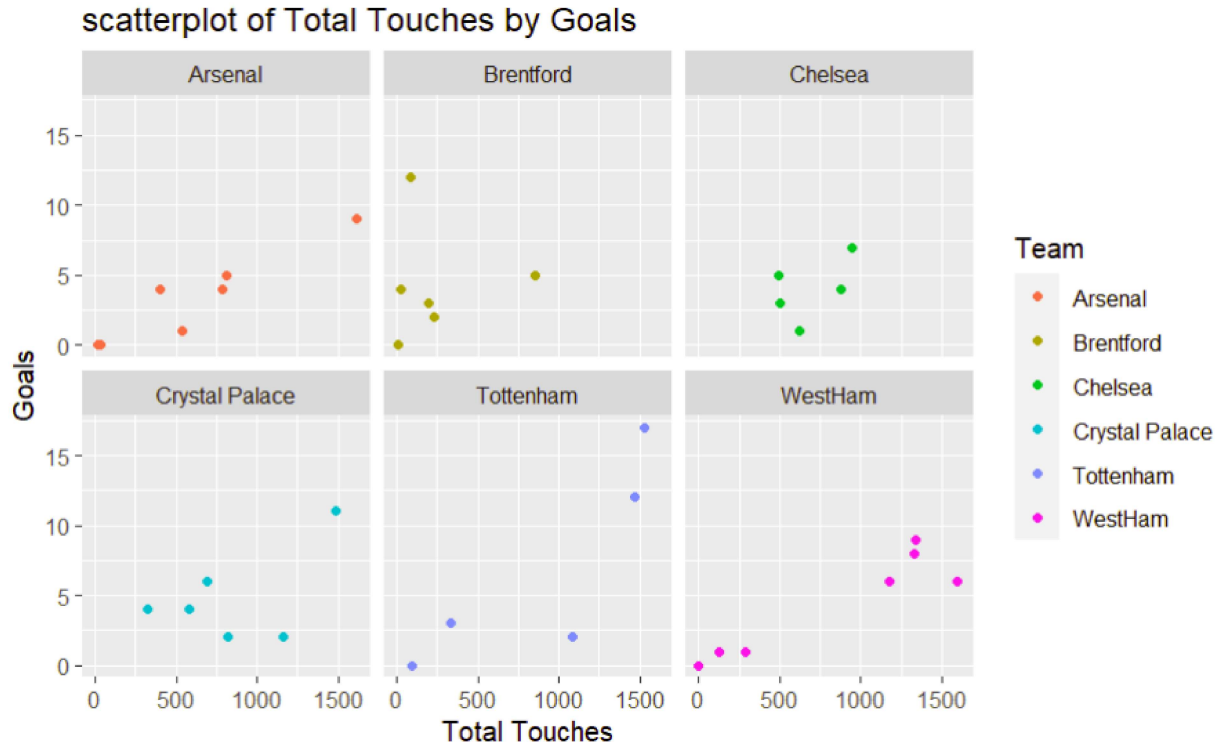 scatterplot of Total Touches by Goals
Arsenal
Brentford
Chelsea
15
10
5
0
Crystal Palace
Tottenham
WestHam
15
10
5
0
0 500 1000 1500
0 500 1000 1500
0 500 1000 1500
Total Touches
Goals
Team
Arsenal
Brentford
Chelsea
Crystal Palace
Tottenham
WestHam